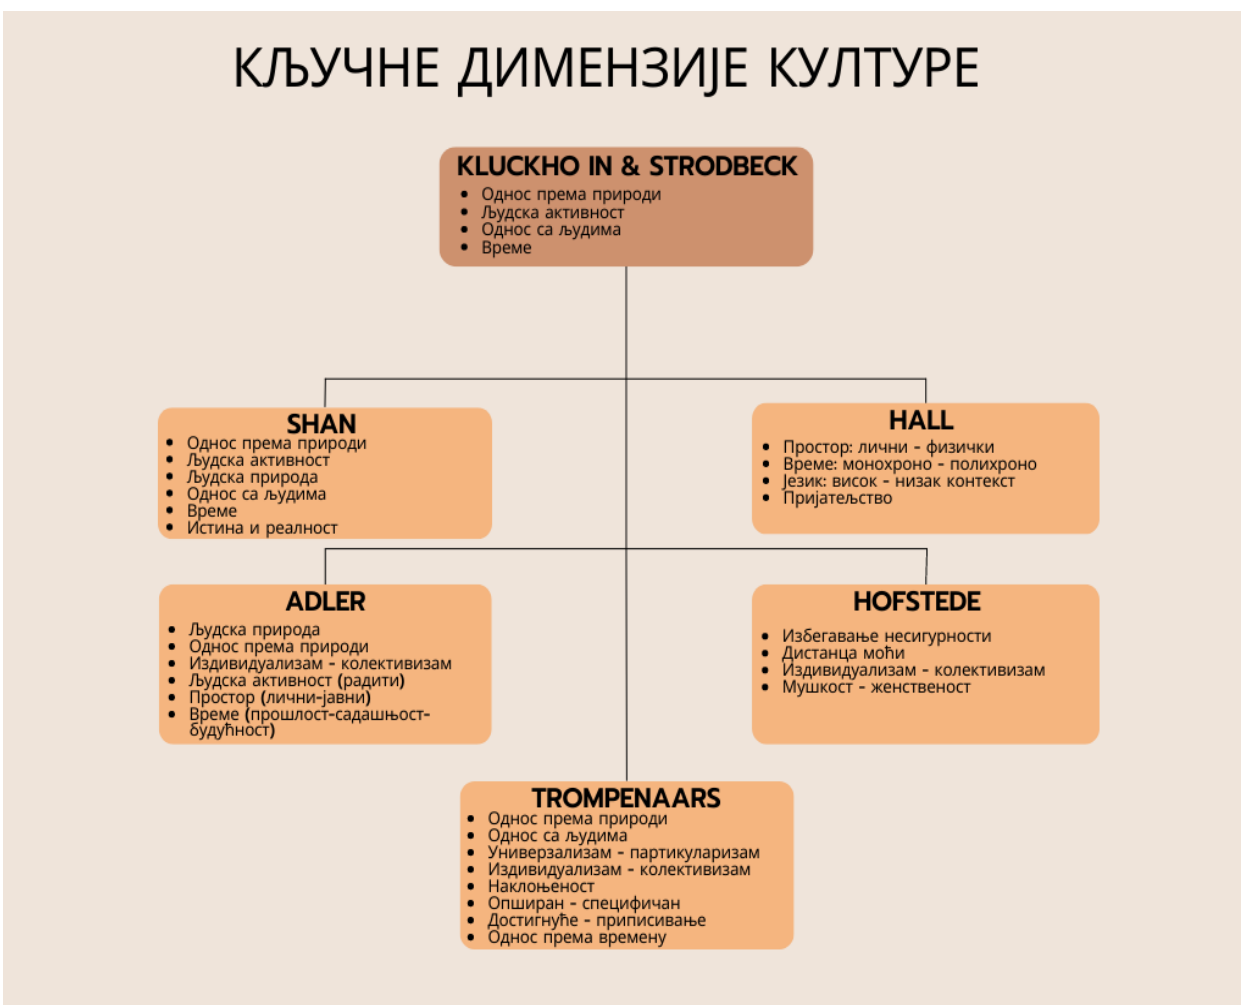 КЉУЧНЕ ДИМЕНЗИЈЕ КУЛТУРЕ
KLUCKHO IN & STRODBECK
• Однос према природи
• Људска активност
• Однос са људима
• Време
SHAN
• Однос према природи
• Људска активност
• Људска природа
• Однос са људима
• Време
• Истина и реалност
HALL
• Простор: лични - физички
• Време: монохроно - полихроно
• Језик: висок - низак контекст
• Пријатељство
ADLER
• Људска природа
• Однос према природи
• Издивидуализам - колективизам
• Људска активност (радити)
• Простор (лични-јавни)
• Време (прошлост-садашњост-
будућност)
HOFSTEDE
• Избегавање несигурности
• Дистанца моћи
• Издивидуализам - колективизам
• Мушкост - женственост
TROMPENAARS
• Однос према природи
• Однос са људима
• Универзализам - партикуларизам
• Издивидуализам - колективизам
• Наклоњеност
• Опширан - специфичан
• Достигнуће - приписивање
• Однос према времену